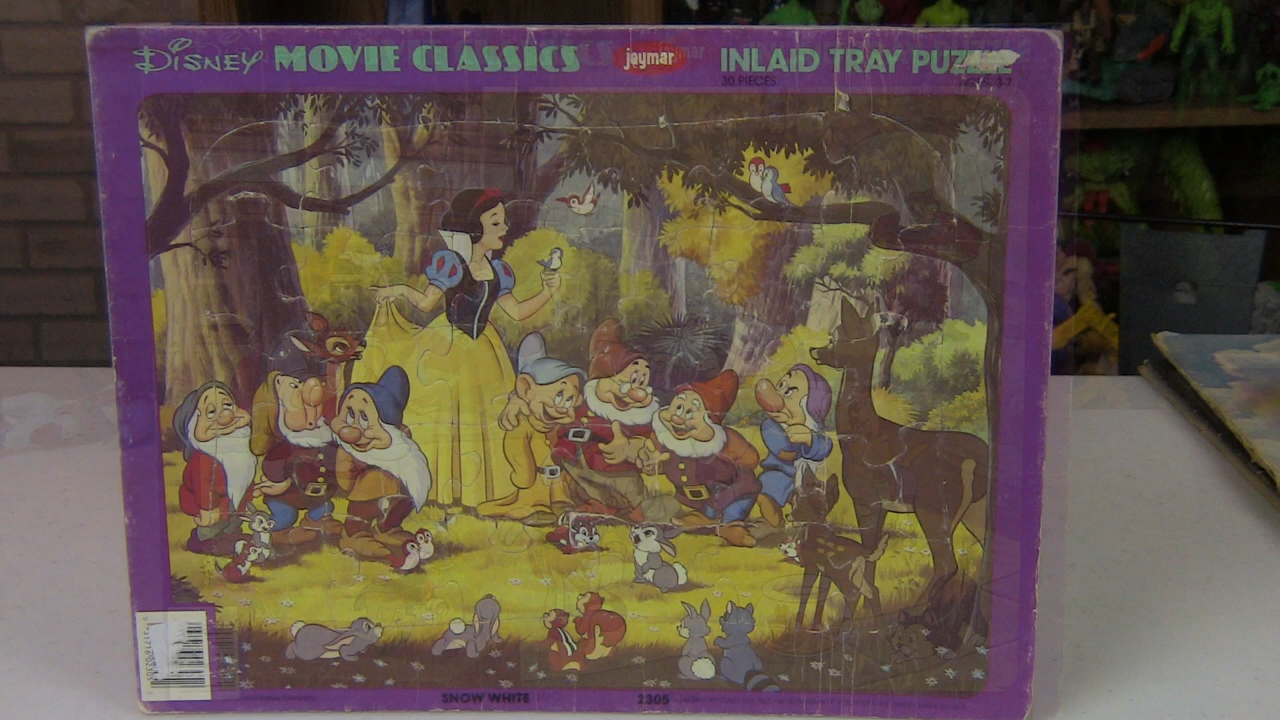 Disney MOVIE CLASSICS jaymar INLAID TRAY PUZZLE
30 PIECES
SNOW WHITE 2305